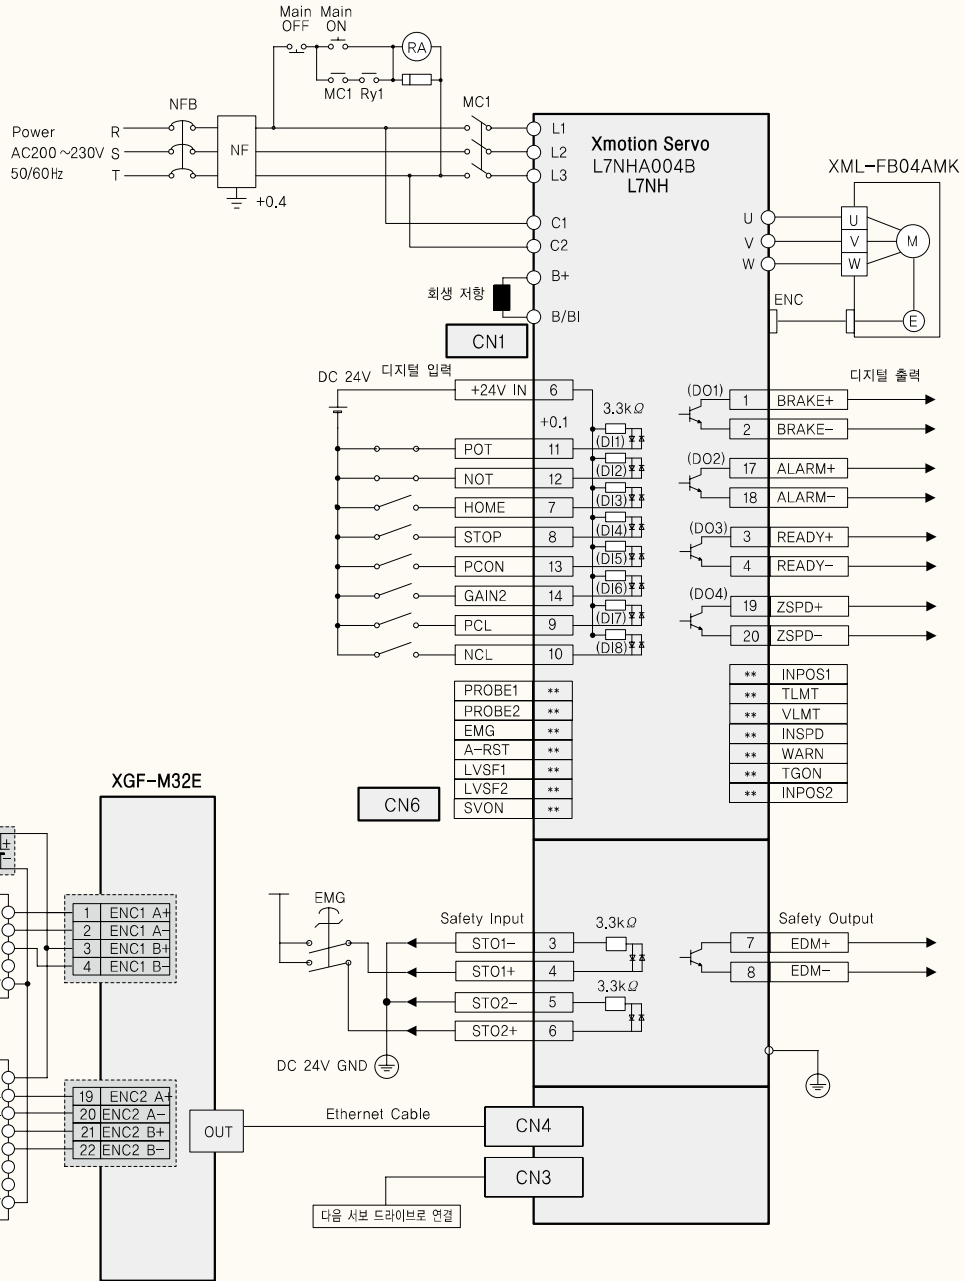 Main Main
OFF ON
RA
MC1 Ry1
NFB
MC1
Power
AC200 ~230V
50/60Hz
R
S
T
NF
+0.4
L1
L2
L3
C1
C2
B+
B/BI
회생 저항
Xmotion Servo
L7NHA004B
L7NH
XML-FB04AMK
U
V
W
U
V
W
M
ENC
E
CN1
DC 24V
디지털 입력
디지털 출력
+24V IN 6
+0.1
3.3kΩ
POT 11 (DI1)
NOT 12 (DI2)
HOME 7 (DI3)
STOP 8 (DI4)
PCON 13 (DI5)
GAIN2 14 (DI6)
PCL 9 (DI7)
NCL 10 (DI8)
(DO1)
1 BRAKE+
2 BRAKE-
(DO2)
17 ALARM+
18 ALARM-
(DO3)
3 READY+
4 READY-
(DO4)
19 ZSPD+
20 ZSPD-
PROBE1 **
PROBE2 **
EMG **
A-RST **
LVSF1 **
LVSF2 **
SVON **
** INPOS1
** TLMT
** VLMT
** INSPD
** WARN
** TGON
** INPOS2
CN6
XGF-M32E
+
-
1 ENC1 A+
2 ENC1 A-
3 ENC1 B+
4 ENC1 B-
19 ENC2 A+
20 ENC2 A-
21 ENC2 B+
22 ENC2 B-
OUT
EMG
Safety Input
STO1- 3
STO1+ 4
STO2- 5
STO2+ 6
3.3kΩ
3.3kΩ
DC 24V GND
Safety Output
7 EDM+
8 EDM-
Ethernet Cable
CN4
CN3
다음 서보 드라이브로 연결